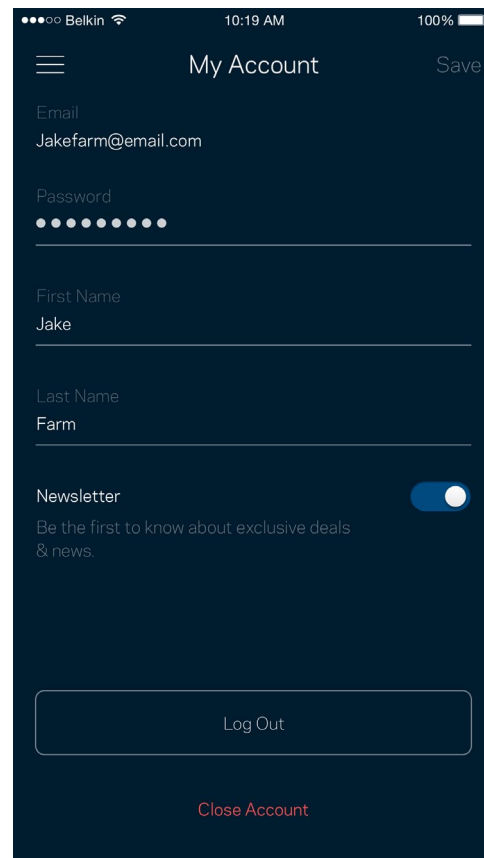 Belkin 10:19 AM 100%
My Account Save
Email
Jakefarm@email.com
Password
●●●●●●●●●
First Name
Jake
Last Name
Farm
Newsletter
Be the first to know about exclusive deals
& news.
Log Out
Close Account